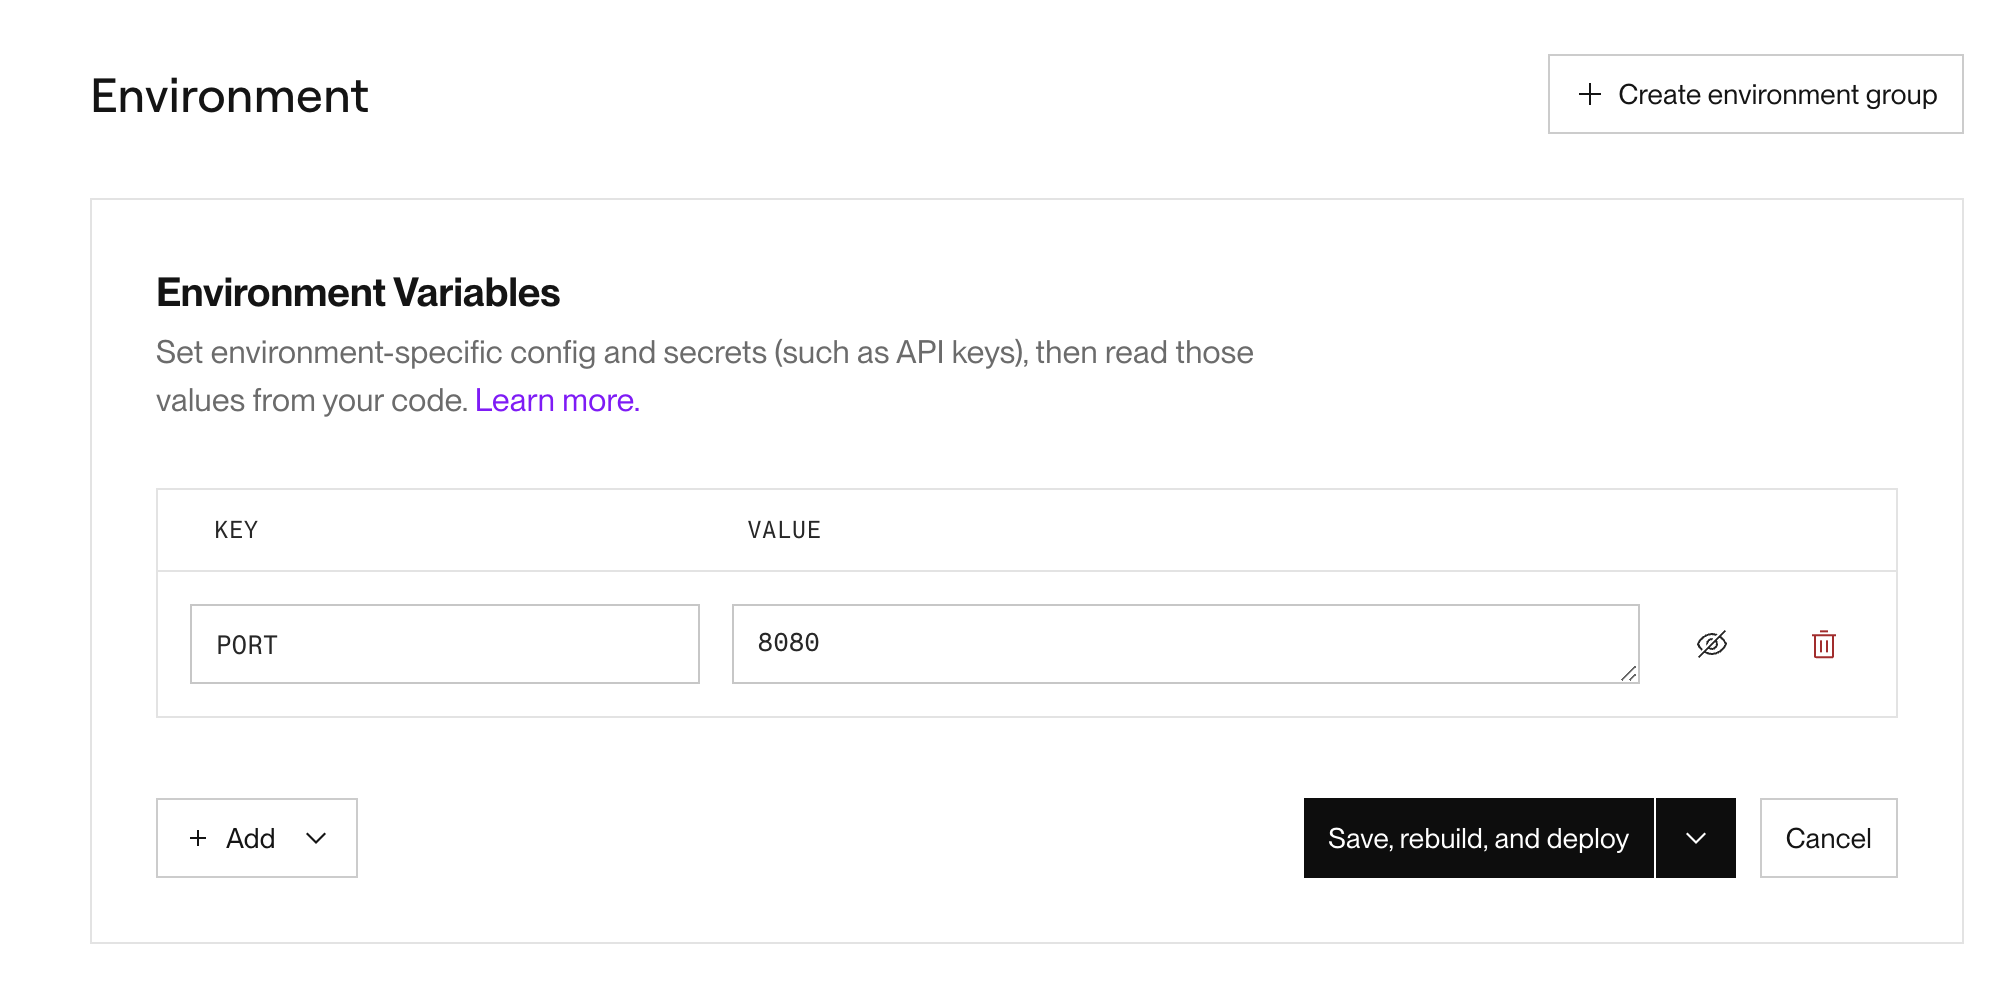 Environment
+ Create environment group
Environment Variables
Set environment-specific config and secrets (such as API keys), then read those
values from your code. Learn more.
KEY VALUE
PORT 8080
+ Add
Save, rebuild, and deploy
Cancel